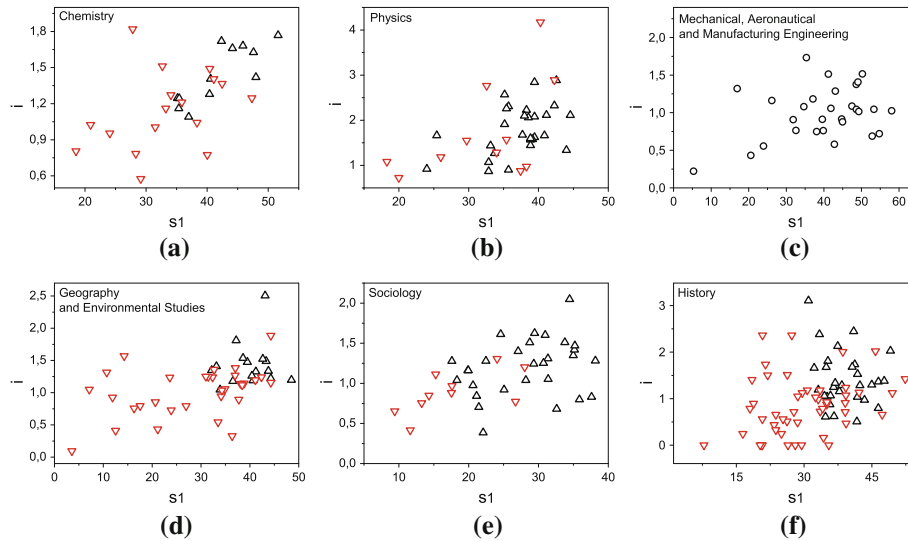 Chemistry
1,8
1,5
1,2
0,9
0,6
i
20
30
40
50
s1
(a)
Physics
4
3
2
1
i
20
30
40
50
s1
(b)
Mechanical, Aeronautical
and Manufacturing Engineering
2,0
1,5
1,0
0,5
0,0
i
0
10
20
30
40
50
60
s1
(c)
Geography
and Environmental Studies
2,5
2,0
1,5
1,0
0,5
0,0
i
0
10
20
30
40
50
s1
(d)
Sociology
2,0
1,5
1,0
0,5
0,0
i
10
20
30
40
s1
(e)
History
3
2
1
0
i
15
30
45
s1
(f)